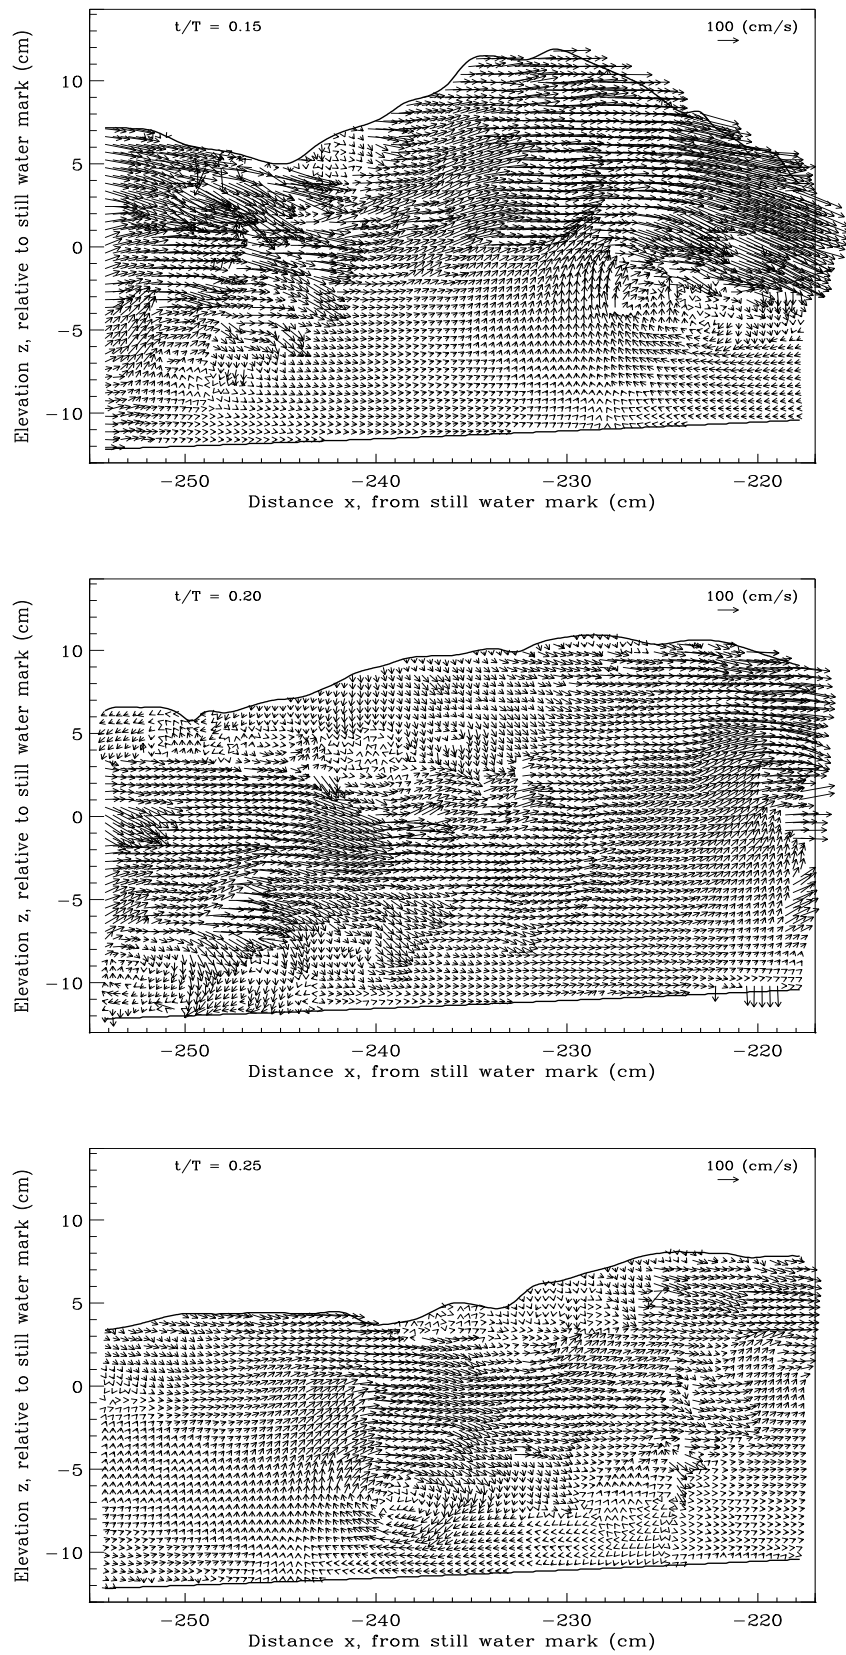 t/T = 0.15
100 (cm/s)
Elevation z, relative to still water mark (cm)
10
5
0
−5
−10
−250
−240
−230
−220
Distance x, from still water mark (cm)
t/T = 0.20
100 (cm/s)
Elevation z, relative to still water mark (cm)
10
5
0
−5
−10
−250
−240
−230
−220
Distance x, from still water mark (cm)
t/T = 0.25
100 (cm/s)
Elevation z, relative to still water mark (cm)
10
5
0
−5
−10
−250
−240
−230
−220
Distance x, from still water mark (cm)